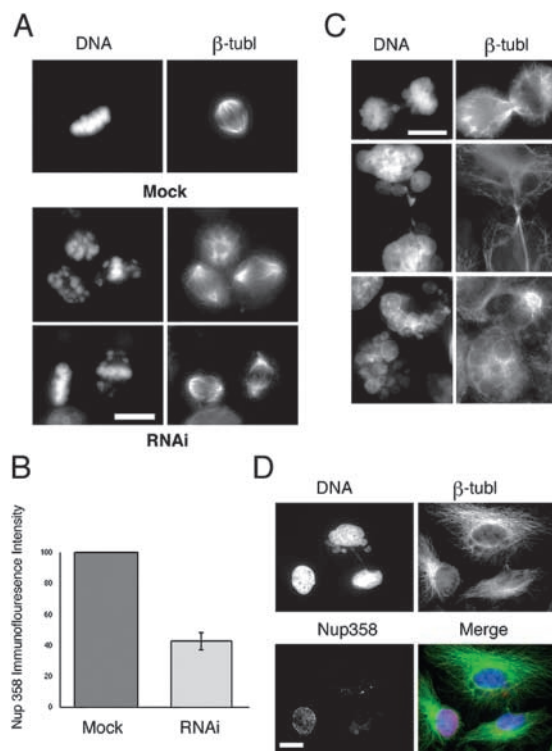 A
DNA
β-tubl
Mock
RNAi
B
Nup 358 Immunoflouresence Intensity
100
80
60
40
20
0
Mock
RNAi
C
DNA
β-tubl
D
DNA
β-tubl
Nup358
Merge